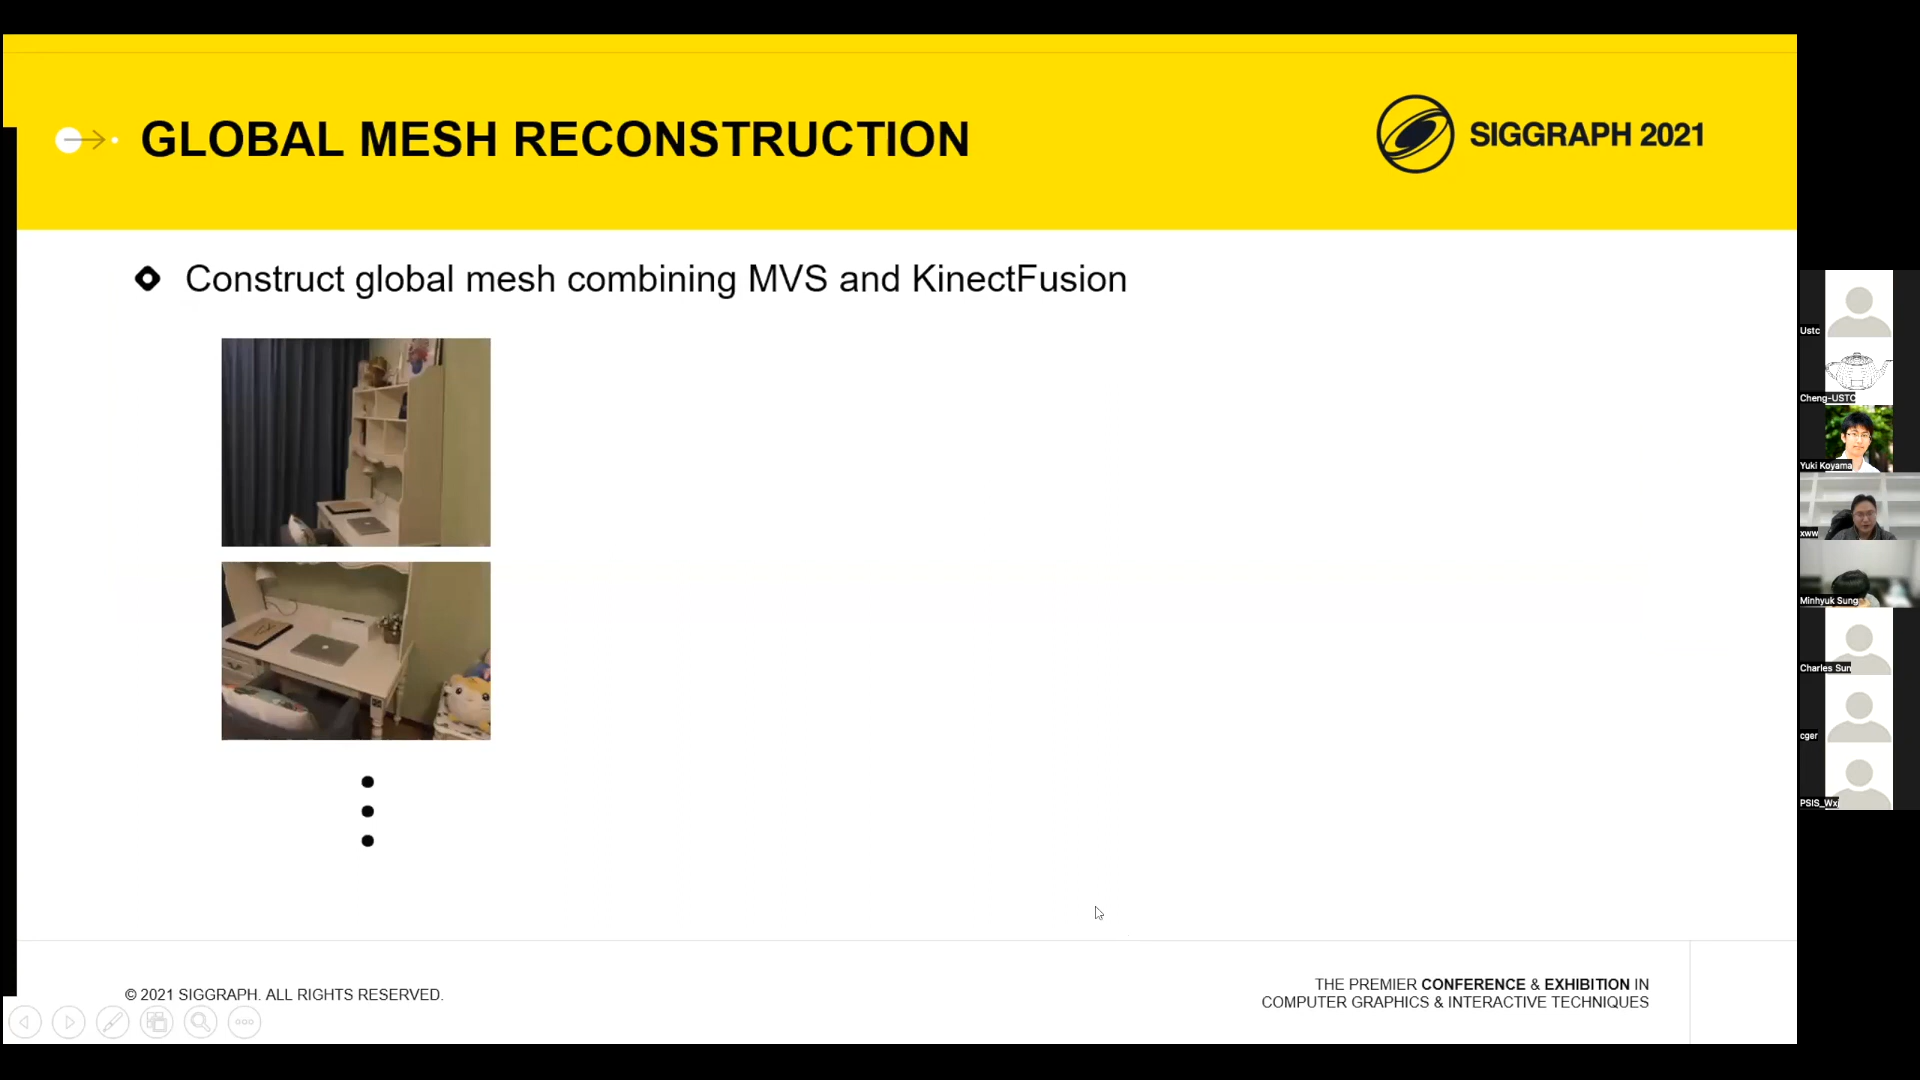 GLOBAL MESH RECONSTRUCTION
SIGGRAPH 2021
Construct global mesh combining MVS and KinectFusion
© 2021 SIGGRAPH. ALL RIGHTS RESERVED.
THE PREMIER CONFERENCE & EXHIBITION IN
COMPUTER GRAPHICS & INTERACTIVE TECHNIQUES
Ustc
Cheng-USTC
Yuki Koyama
xww
Minhyuk Sung
Charles Sun
cger
PSIS_Wxj